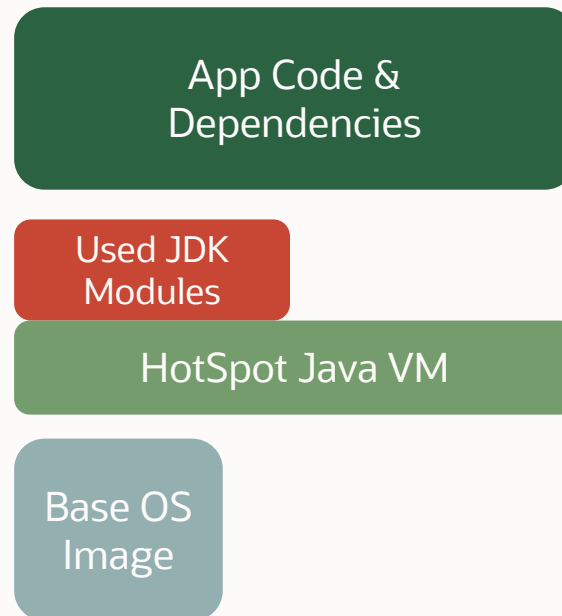 App Code &
Dependencies
Used JDK
Modules
HotSpot Java VM
Base OS
Image